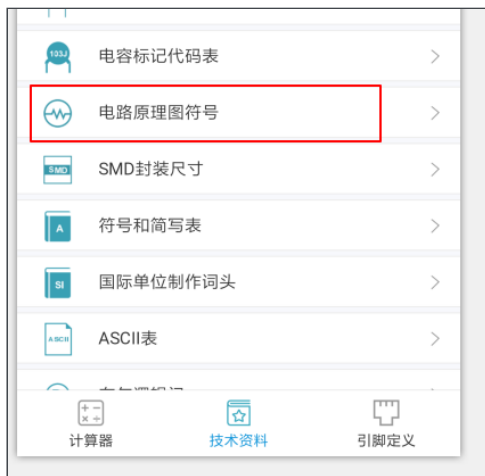 103J
电容标记代码表
电路原理图符号
SMD
SMD封装尺寸
A
符号和简写表
SI
国际单位制作词头
ASCII
ASCII表
计算器
技术资料
引脚定义